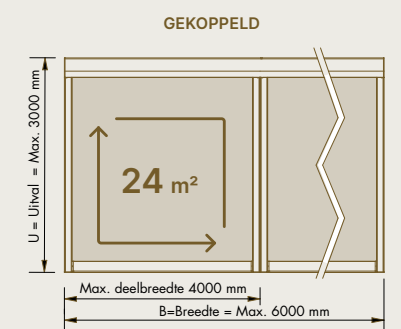 GEKOPPELD
U = Uitval = Max. 3000 mm
24 m²
Max. deelbreedte 4000 mm
B=Breedte = Max. 6000 mm